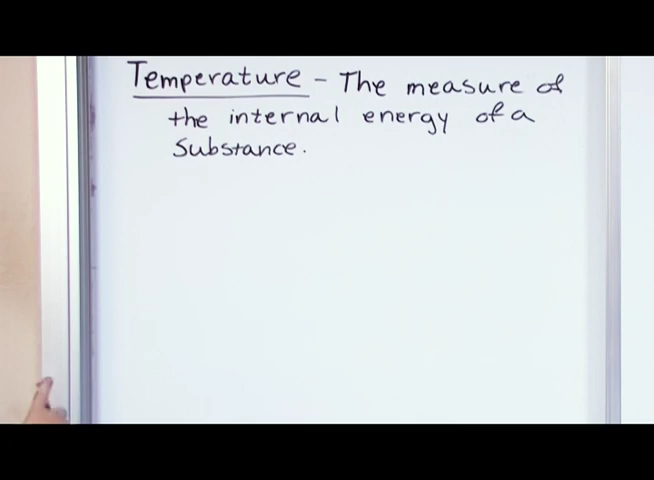 Temperature - The measure of
the internal energy of a
Substance.